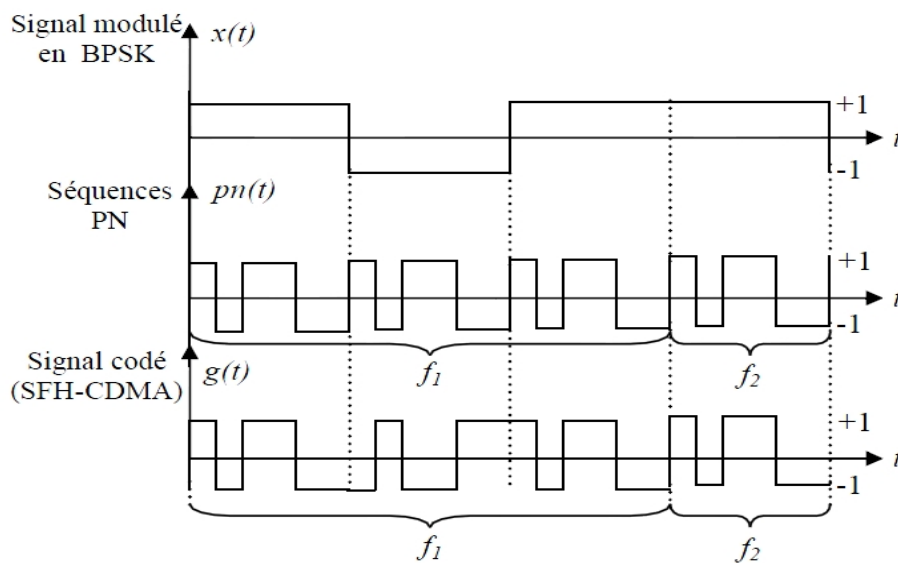 Signal modulé
en BPSK
x(t)
+1
t
-1
Séquences
PN
pn(t)
+1
t
-1
f1
f2
Signal codé
(SFH-CDMA)
g(t)
+1
t
-1
f1
f2